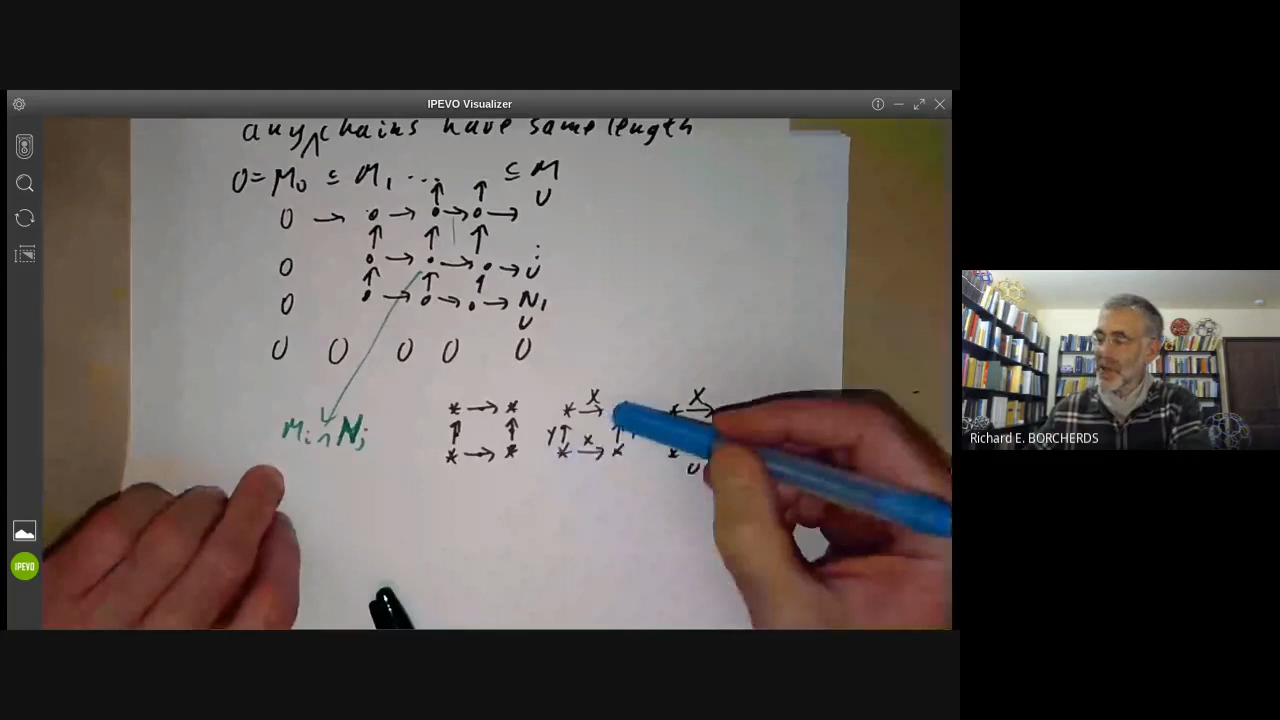 IPEVO Visualizer
any ∧ chains have same length
0 = M₀ ⊆ M₁ ... ⊆ M
0 → • → • → • → ∪
0 • → • → • → ∪
0 • → • → • → N₁
∪
0 0 0 0 0
Mᵢ ∩ Nⱼ
* → * * X → X →
Y X
* → * * → * * ∪
IPEVO
Richard E. BORCHERDS